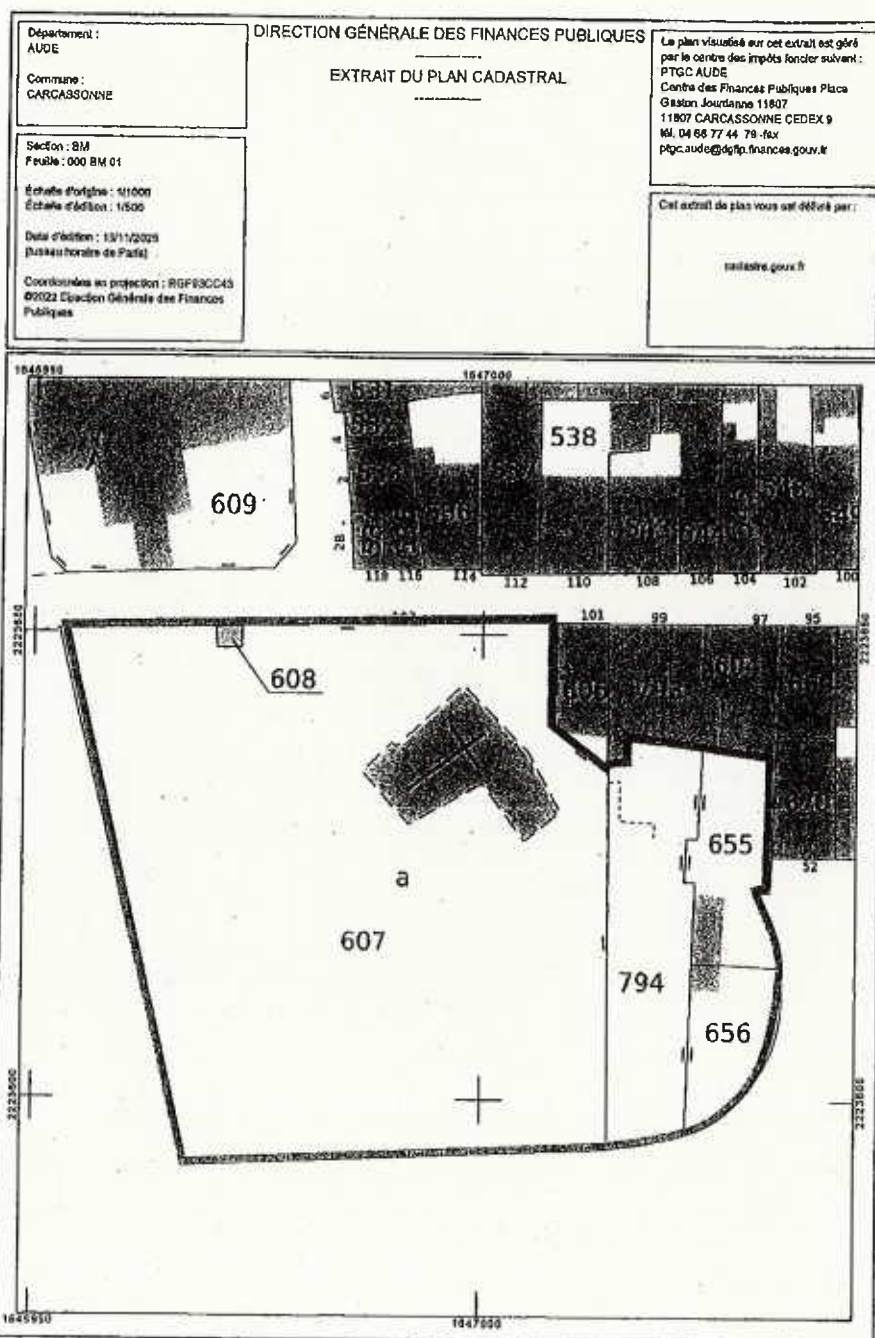 Département :
AUDE
Commune :
CARCASSONNE
Section : BM
Feuille : 000 BM 01
Échelle d'origine : 1/1000
Échelle d'édition : 1/500
Date d'édition : 13/11/2025
(fuseau horaire de Paris)
Coordonnées en projection : RGF93CC43
©2022 Direction Générale des Finances
Publiques
DIRECTION GÉNÉRALE DES FINANCES PUBLIQUES
EXTRAIT DU PLAN CADASTRAL
Le plan visualisé sur cet extrait est géré
par le centre des impôts foncier suivant :
PTGC AUDE
Centre des Finances Publiques Place
Gaston Jourdanne 11807
11807 CARCASSONNE CEDEX 9
tél. 04 68 77 44 79 -fax
ptgc.aude@dgfip.finances.gouv.fr
Cet extrait de plan vous est délivré par :
cadastre.gouv.fr
1647000
538
609
6
4
2
2B
118 116 114 112 110 108 106 104 102 100
101 99 97 95
608
655
52
a
607
794
656
2223600
2223600
1647000